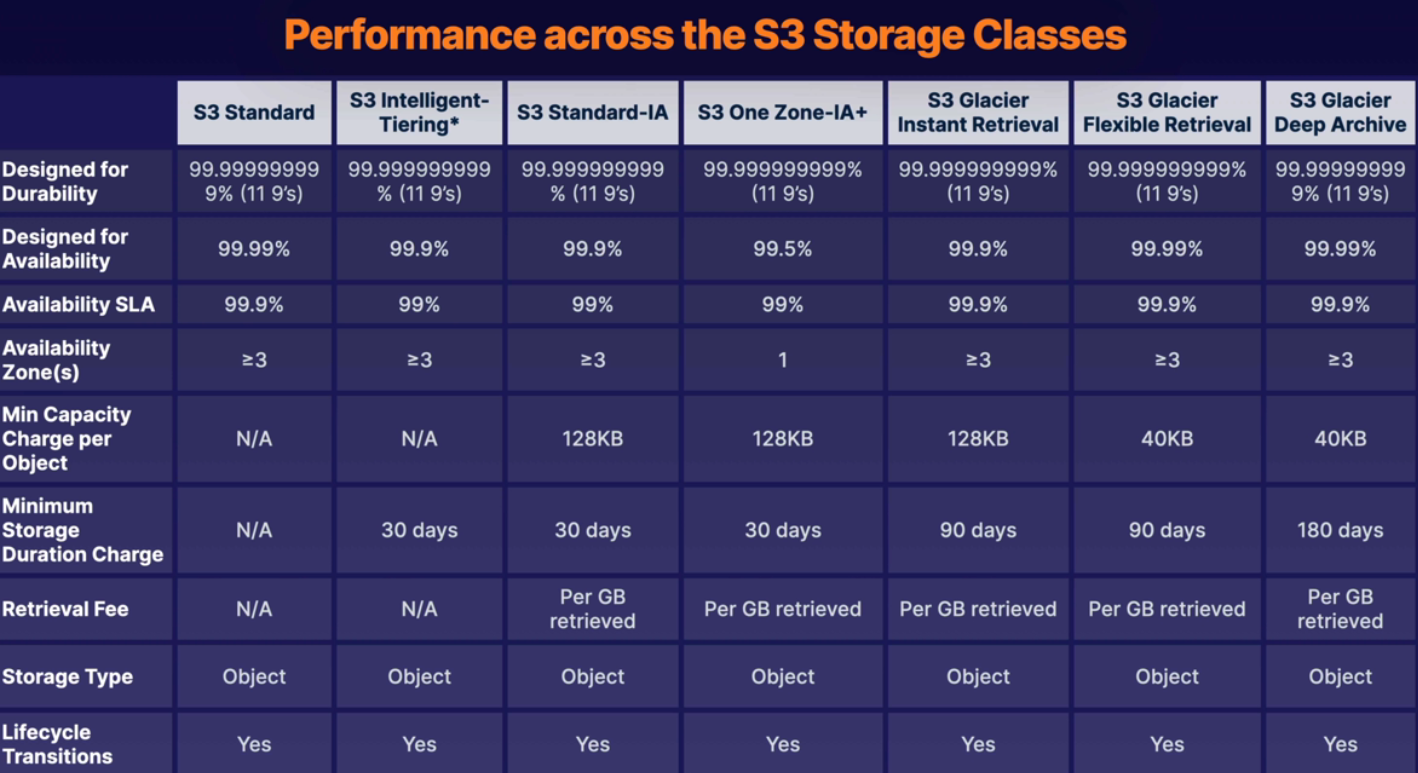 Performance across the S3 Storage Classes
S3 Standard
S3 Intelligent-
Tiering*
S3 Standard-IA
S3 One Zone-IA+
S3 Glacier
Instant Retrieval
S3 Glacier
Flexible Retrieval
S3 Glacier
Deep Archive
Designed for
Durability
99.99999999
9% (11 9’s)
99.999999999
% (11 9’s)
99.999999999
% (11 9’s)
99.999999999%
(11 9’s)
99.999999999%
(11 9’s)
99.999999999%
(11 9’s)
99.99999999
9% (11 9’s)
Designed for
Availability
99.99%
99.9%
99.9%
99.5%
99.9%
99.99%
99.99%
Availability SLA
99.9%
99%
99%
99%
99.9%
99.9%
99.9%
Availability
Zone(s)
≥3
≥3
≥3
1
≥3
≥3
≥3
Min Capacity
Charge per
Object
N/A
N/A
128KB
128KB
128KB
40KB
40KB
Minimum
Storage
Duration Charge
N/A
30 days
30 days
30 days
90 days
90 days
180 days
Retrieval Fee
N/A
N/A
Per GB
retrieved
Per GB retrieved
Per GB retrieved
Per GB retrieved
Per GB
retrieved
Storage Type
Object
Object
Object
Object
Object
Object
Object
Lifecycle
Transitions
Yes
Yes
Yes
Yes
Yes
Yes
Yes